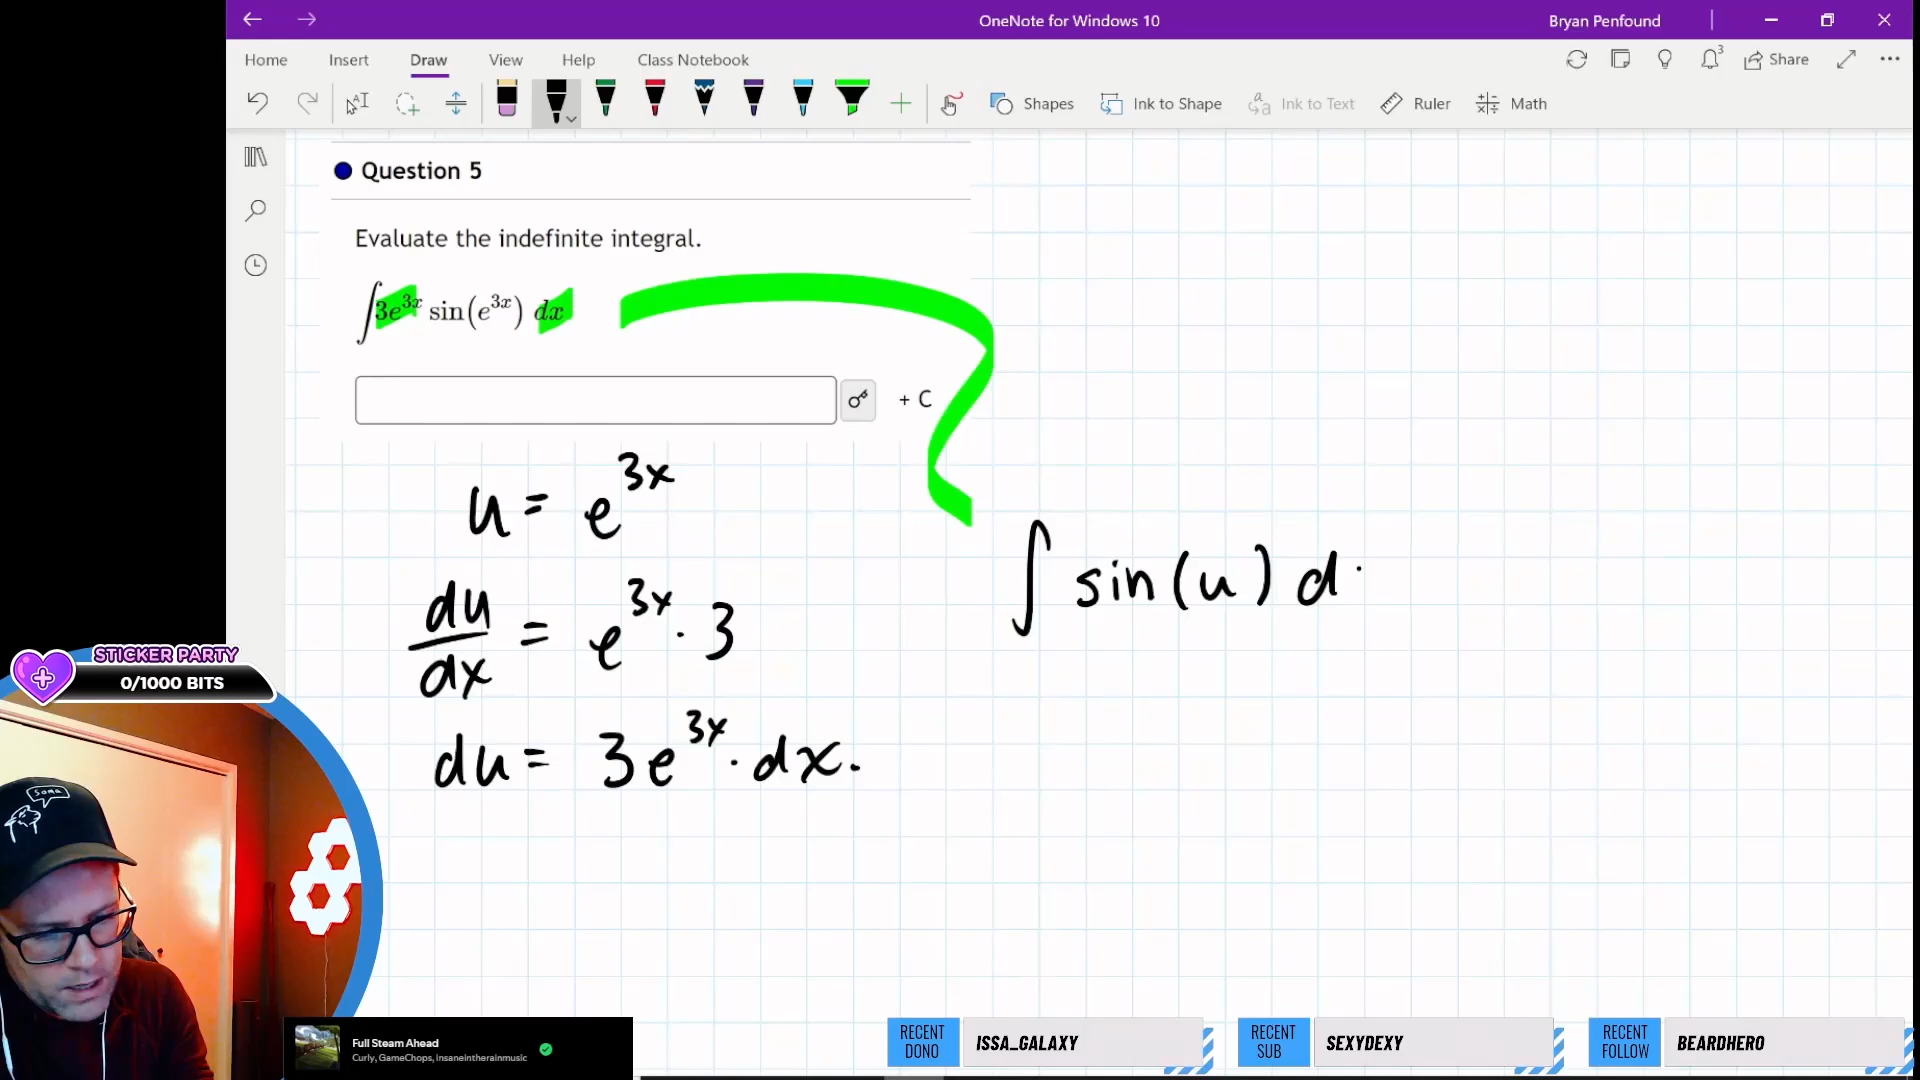 OneNote for Windows 10
Bryan Penfound
Home Insert Draw View Help Class Notebook
3
Share
Shapes Ink to Shape Ink to Text Ruler Math
Question 5
Evaluate the indefinite integral.
∫3e^{3x} sin(e^{3x}) dx
+ C
u = e^{3x}
du/dx = e^{3x} · 3
du = 3e^{3x} · dx.
∫ sin(u) d
STICKER PARTY
0/1000 BITS
soma
Full Steam Ahead
Curly, GameChops, insaneintherainmusic
RECENT DONO
ISSA_GALAXY
RECENT SUB
SEXYDEXY
RECENT FOLLOW
BEARDHERO